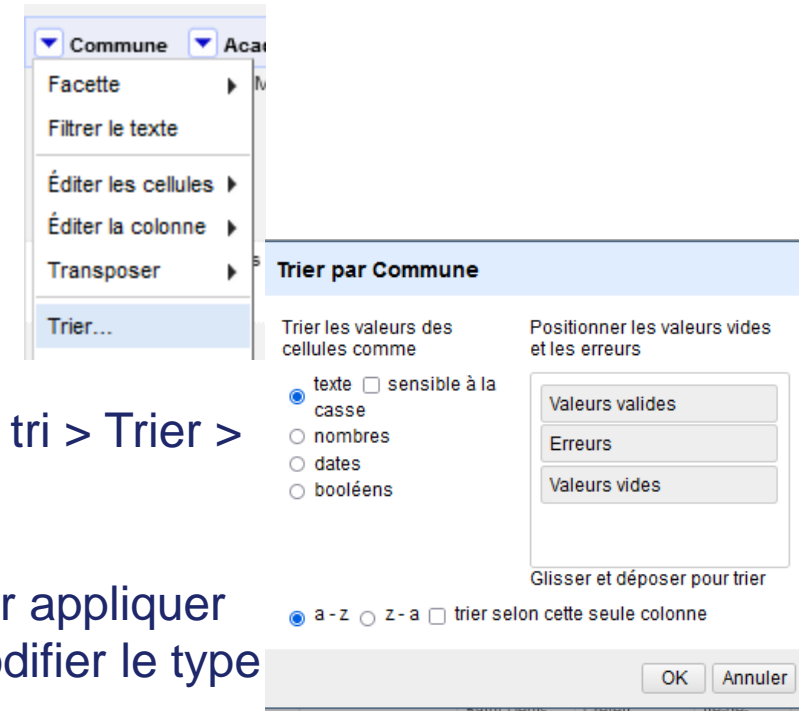 Commune Aca
Facette
Filtrer le texte
Éditer les cellules
Éditer la colonne
Transposer
Trier...
tri > Trier >
r appliquer
odifier le type
Trier par Commune
Trier les valeurs des
cellules comme
texte sensible à la
casse
nombres
dates
booléens
Positionner les valeurs vides
et les erreurs
Valeurs valides
Erreurs
Valeurs vides
Glisser et déposer pour trier
a - z z - a trier selon cette seule colonne
OK Annuler